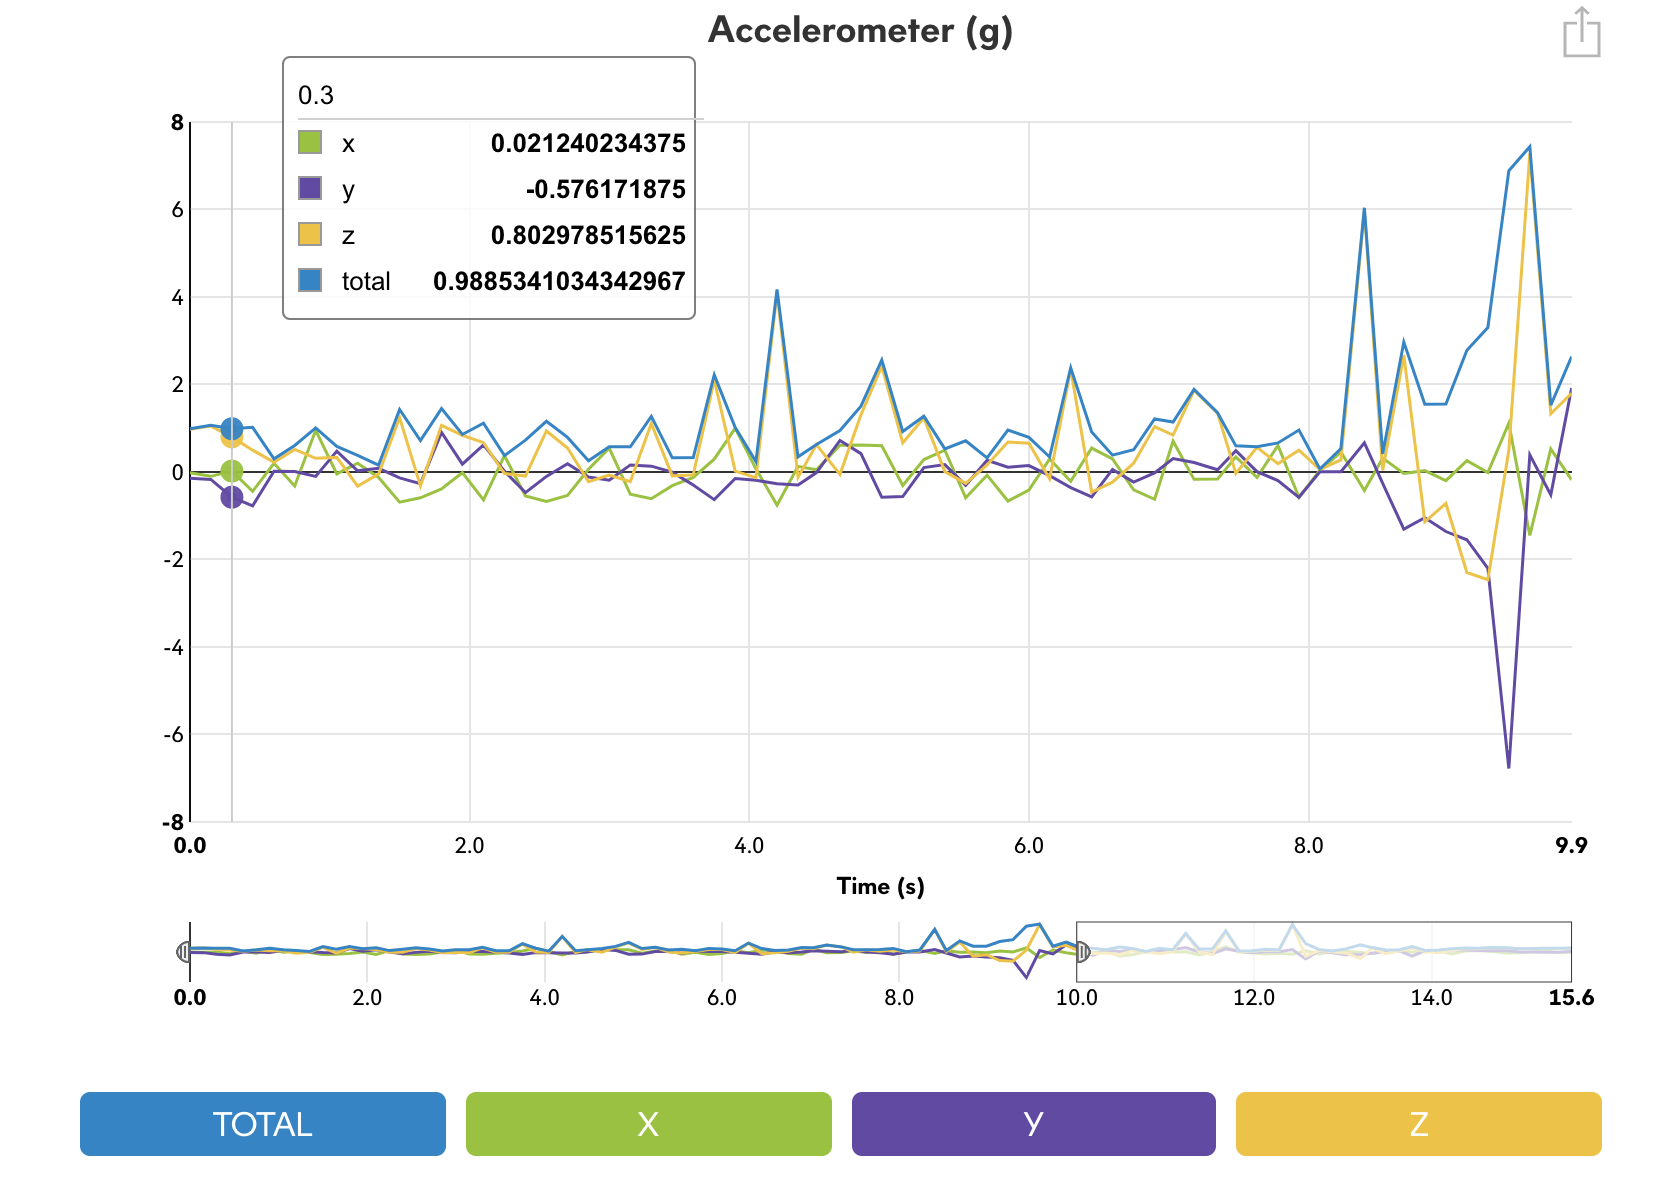 Accelerometer (g)
0.3
x 0.021240234375
y -0.576171875
z 0.802978515625
total 0.9885341034342967
8
6
4
2
0
-2
-4
-6
-8
0.0 2.0 4.0 6.0 8.0 9.9
Time (s)
0.0 2.0 4.0 6.0 8.0 10.0 12.0 14.0 15.6
TOTAL X Y Z